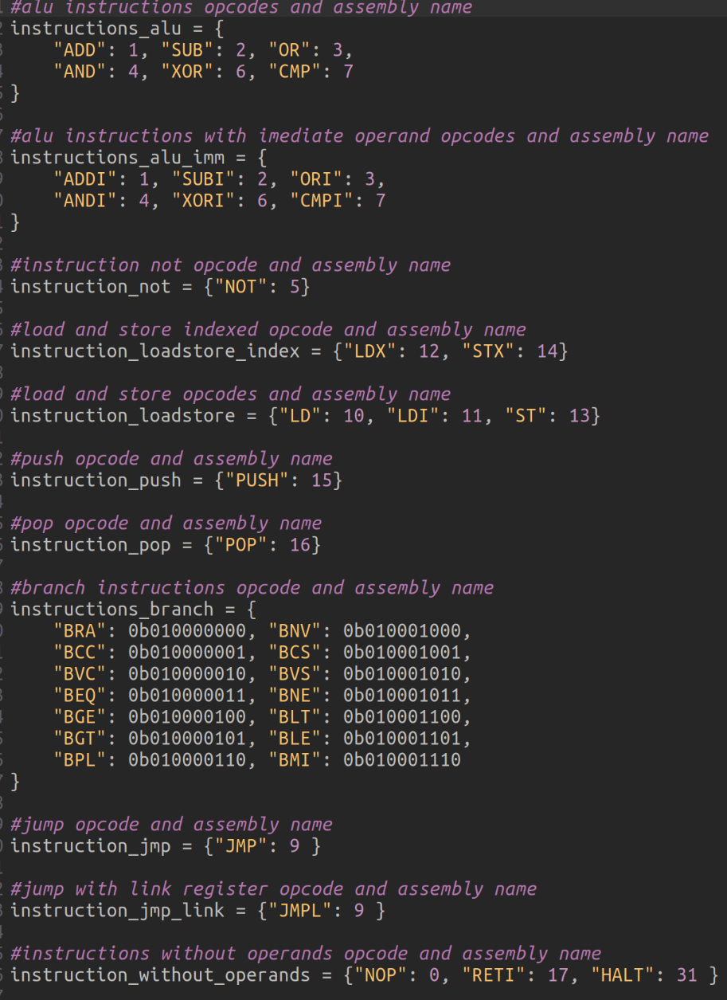 #alu instructions opcodes and assembly name
instructions_alu = {
    "ADD": 1, "SUB": 2, "OR": 3,
    "AND": 4, "XOR": 6, "CMP": 7
}
#alu instructions with imediate operand opcodes and assembly name
instructions_alu_imm = {
    "ADDI": 1, "SUBI": 2, "ORI": 3,
    "ANDI": 4, "XORI": 6, "CMPI": 7
}
#instruction not opcode and assembly name
instruction_not = {"NOT": 5}
#load and store indexed opcode and assembly name
instruction_loadstore_index = {"LDX": 12, "STX": 14}
#load and store opcodes and assembly name
instruction_loadstore = {"LD": 10, "LDI": 11, "ST": 13}
#push opcode and assembly name
instruction_push = {"PUSH": 15}
#pop opcode and assembly name
instruction_pop = {"POP": 16}
#branch instructions opcode and assembly name
instructions_branch = {
    "BRA": 0b010000000, "BNV": 0b010001000,
    "BCC": 0b010000001, "BCS": 0b010001001,
    "BVC": 0b010000010, "BVS": 0b010001010,
    "BEQ": 0b010000011, "BNE": 0b010001011,
    "BGE": 0b010000100, "BLT": 0b010001100,
    "BGT": 0b010000101, "BLE": 0b010001101,
    "BPL": 0b010000110, "BMI": 0b010001110
}
#jump opcode and assembly name
instruction_jmp = {"JMP": 9 }
#jump with link register opcode and assembly name
instruction_jmp_link = {"JMPL": 9 }
#instructions without operands opcode and assembly name
instruction_without_operands = {"NOP": 0, "RETI": 17, "HALT": 31 }